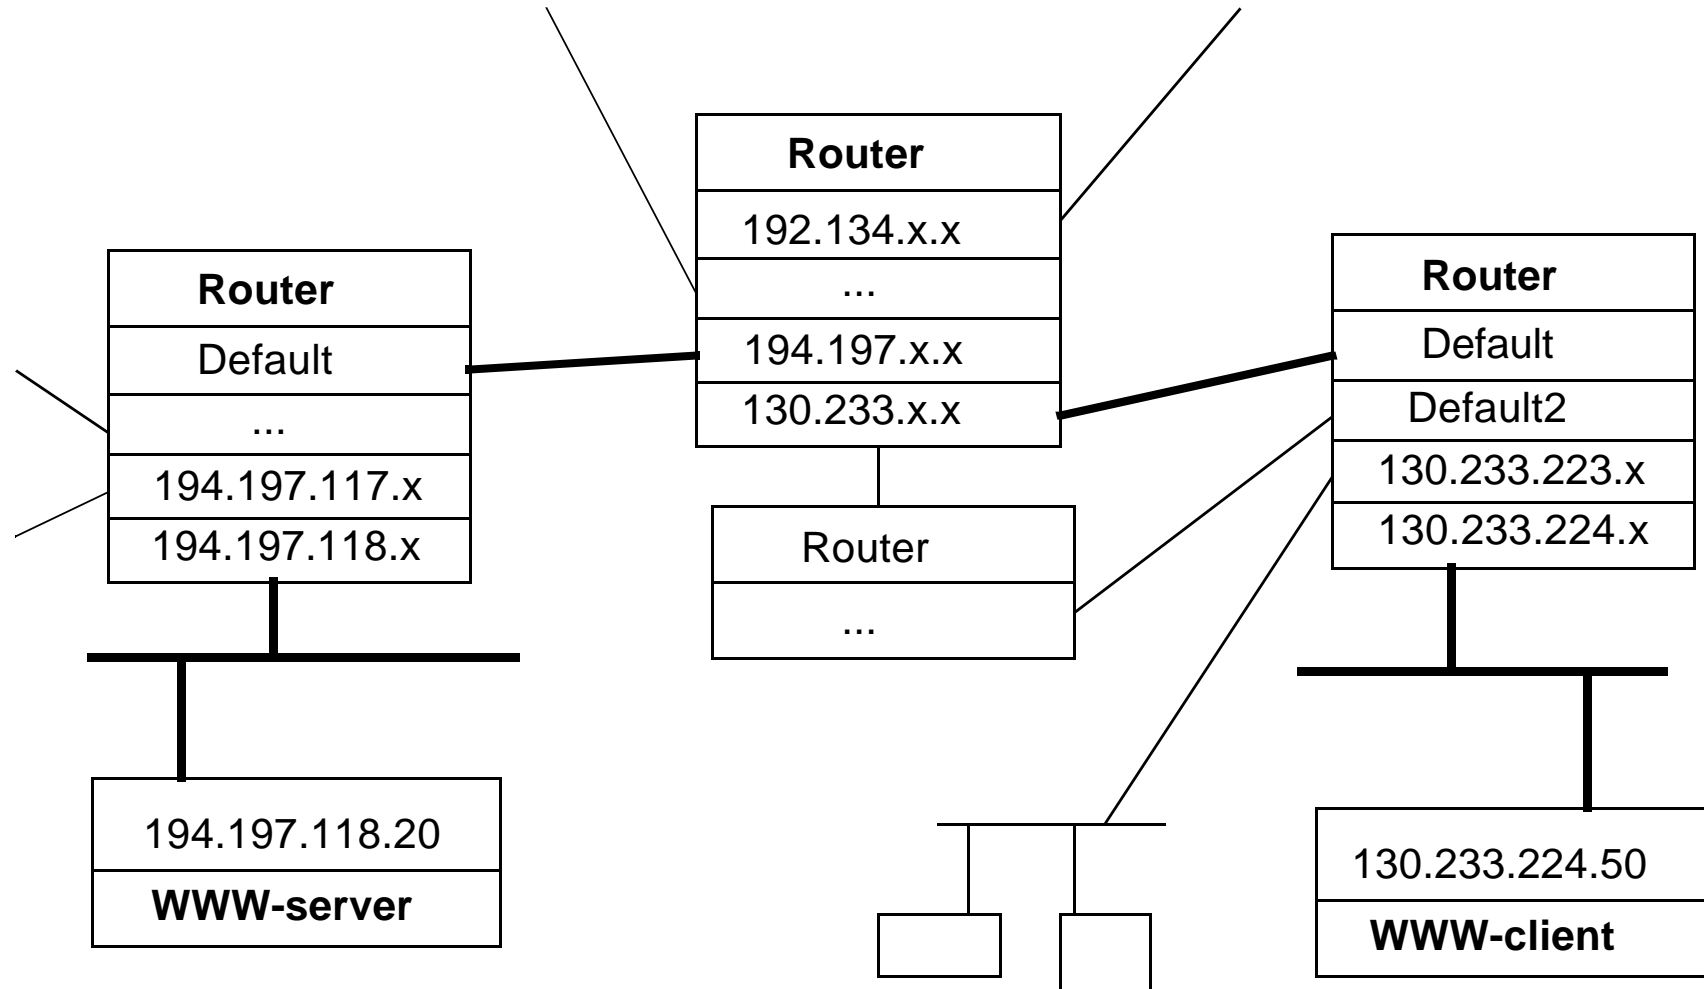 Router
192.134.x.x
...
194.197.x.x
130.233.x.x
Router
Default
...
194.197.117.x
194.197.118.x
Router
Default
Default2
130.233.223.x
130.233.224.x
Router
...
194.197.118.20
WWW-server
130.233.224.50
WWW-client